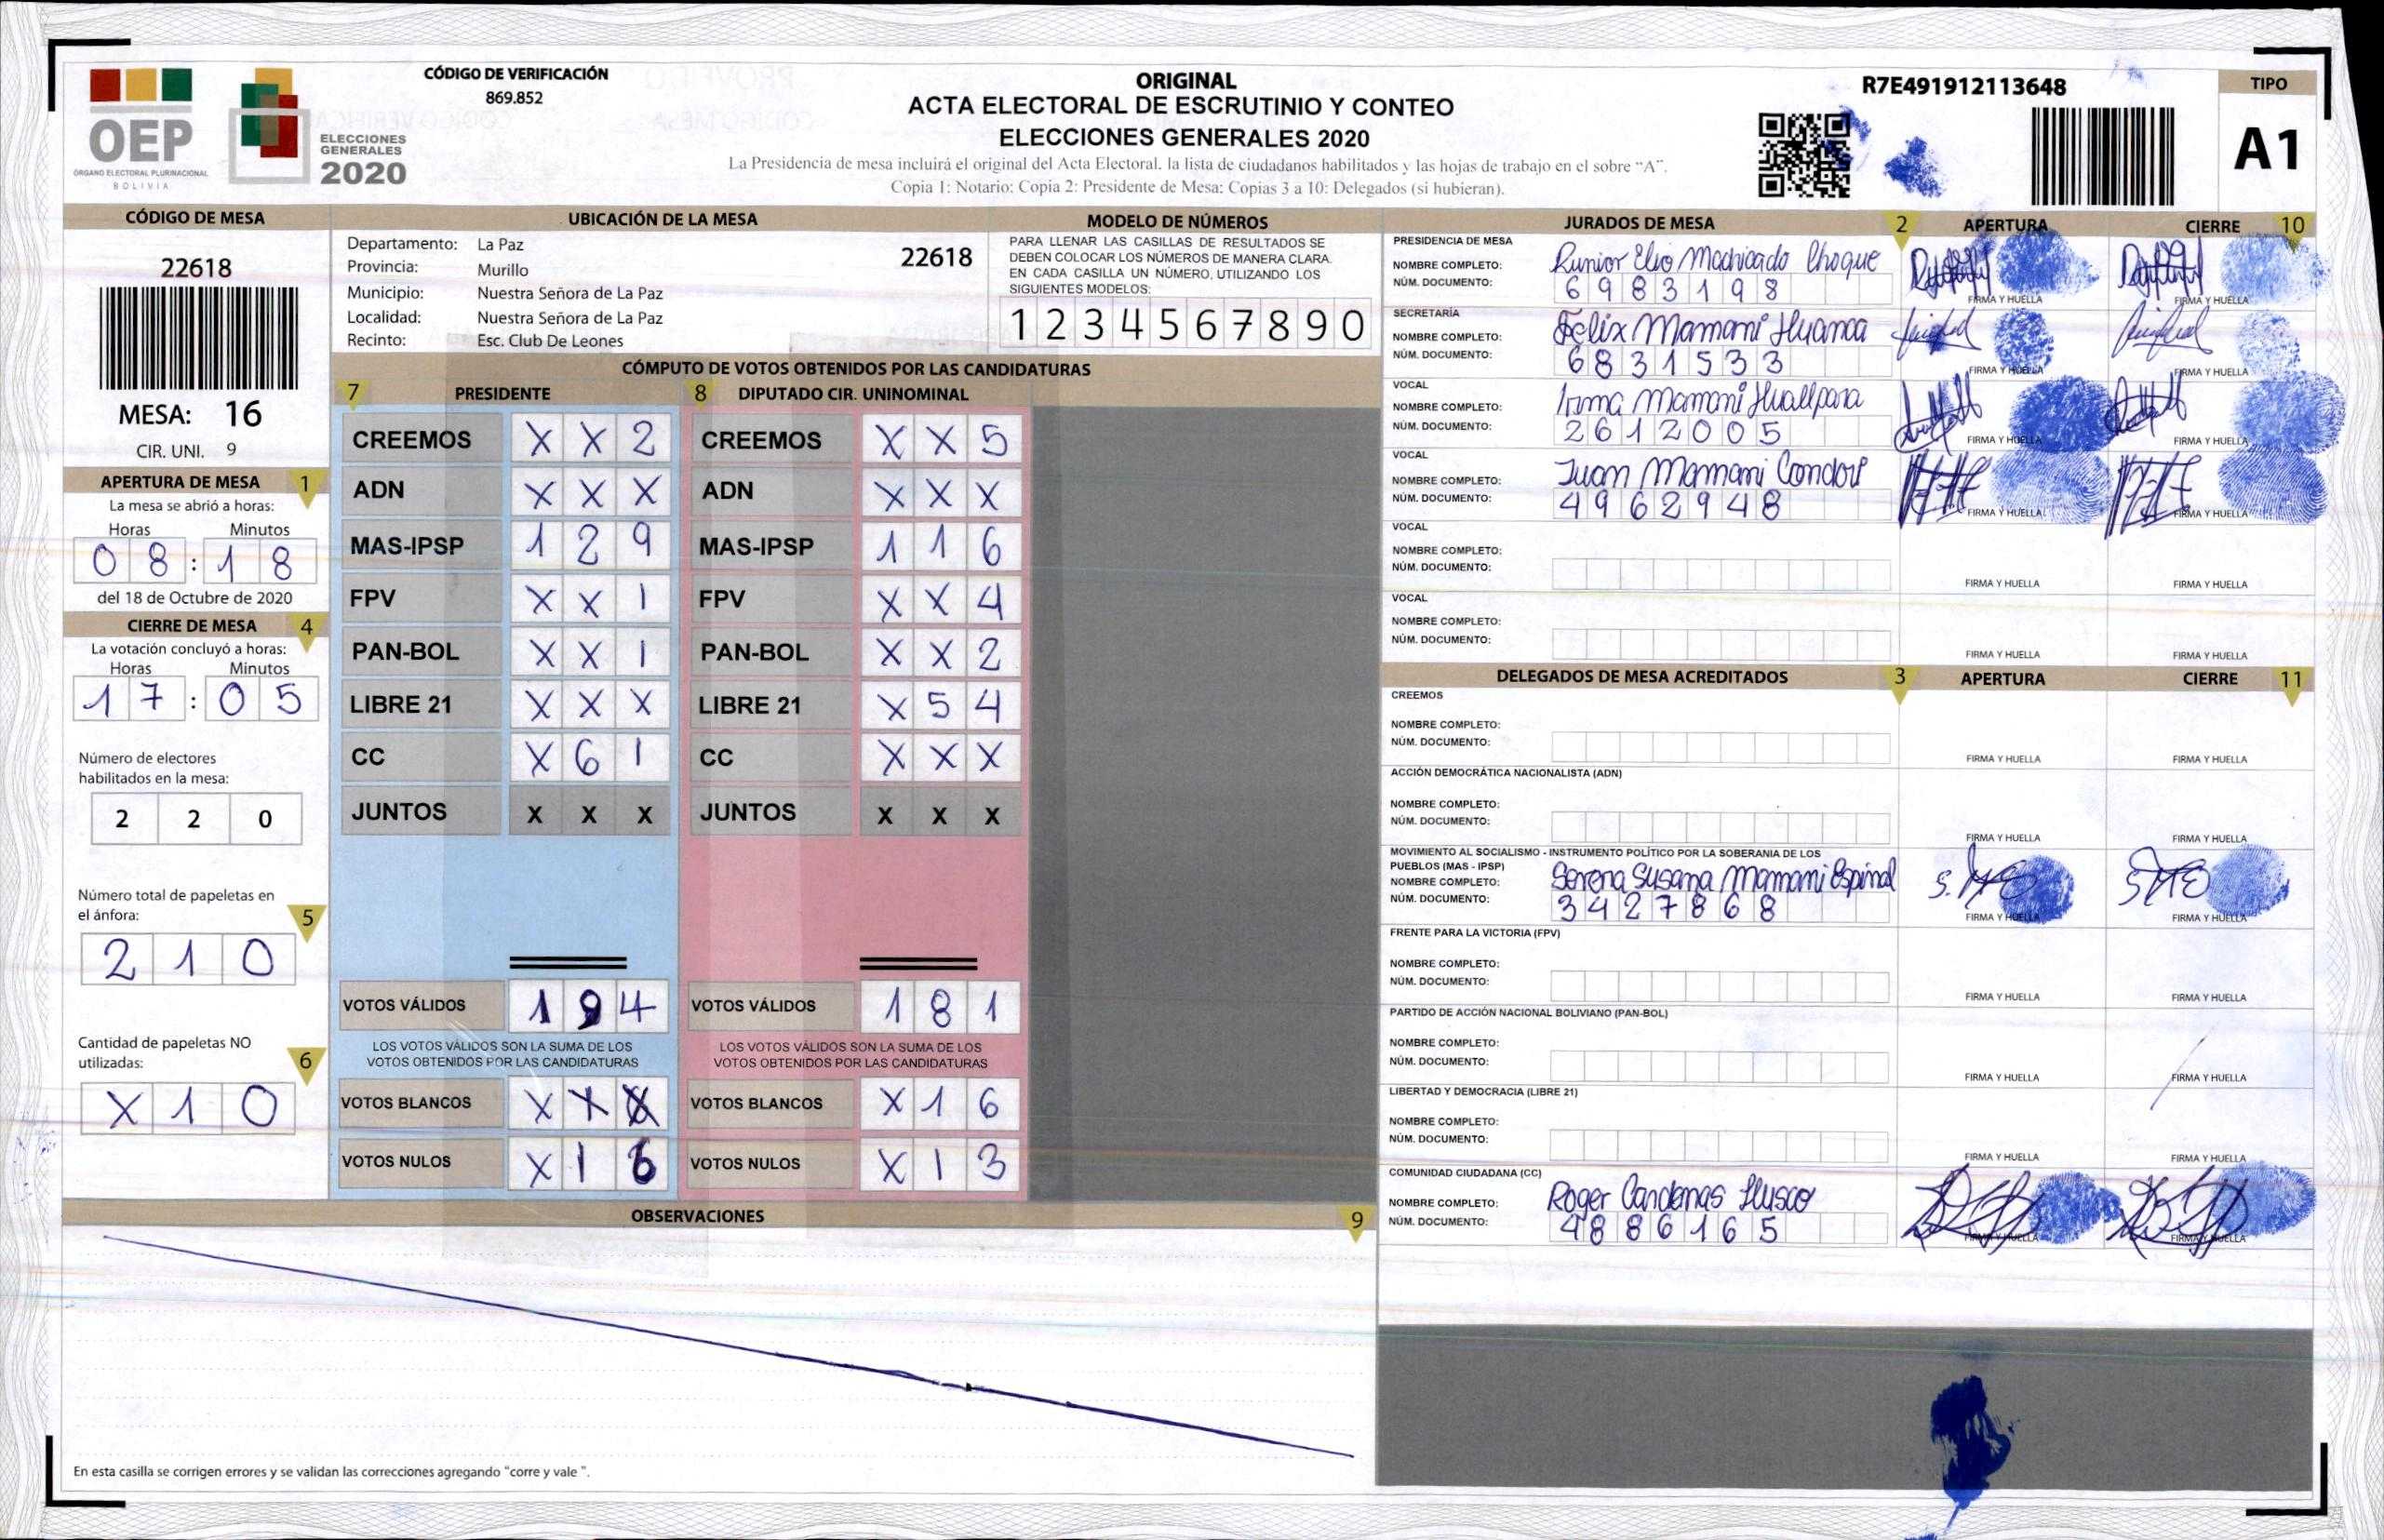 OEP
ÓRGANO ELECTORAL PLURINACIONAL
BOLIVIA
ELECCIONES
GENERALES
2020
CÓDIGO DE VERIFICACIÓN
869.852
ORIGINAL
ACTA ELECTORAL DE ESCRUTINIO Y CONTEO
ELECCIONES GENERALES 2020
La Presidencia de mesa incluirá el original del Acta Electoral, la lista de ciudadanos habilitados y las hojas de trabajo en el sobre "A".
Copia 1: Notario; Copia 2: Presidente de Mesa; Copias 3 a 10: Delegados (si hubieran).
R7E491912113648
TIPO
A1
CÓDIGO DE MESA
22618
MESA: 16
CIR. UNI. 9
APERTURA DE MESA 1
La mesa se abrió a horas:
Horas Minutos
08:18
del 18 de Octubre de 2020
CIERRE DE MESA 4
La votación concluyó a horas:
Horas Minutos
17:05
Número de electores
habilitados en la mesa:
2 2 0
Número total de papeletas en
el ánfora: 5
2 1 0
Cantidad de papeletas NO
utilizadas: 6
X 1 0
UBICACIÓN DE LA MESA
Departamento: La Paz 22618
Provincia: Murillo
Municipio: Nuestra Señora de La Paz
Localidad: Nuestra Señora de La Paz
Recinto: Esc. Club De Leones
MODELO DE NÚMEROS
PARA LLENAR LAS CASILLAS DE RESULTADOS SE
DEBEN COLOCAR LOS NÚMEROS DE MANERA CLARA.
EN CADA CASILLA UN NÚMERO, UTILIZANDO LOS
SIGUIENTES MODELOS:
1 2 3 4 5 6 7 8 9 0
CÓMPUTO DE VOTOS OBTENIDOS POR LAS CANDIDATURAS
7 PRESIDENTE 8 DIPUTADO CIR. UNINOMINAL
CREEMOS X X 2 CREEMOS X X 5
ADN X X X ADN X X X
MAS-IPSP 1 2 9 MAS-IPSP 1 1 6
FPV X X 1 FPV X X 4
PAN-BOL X X 1 PAN-BOL X X 2
LIBRE 21 X X X LIBRE 21 X 5 4
CC X 6 1 CC X X X
JUNTOS X X X JUNTOS X X X
VOTOS VÁLIDOS 1 9 4 VOTOS VÁLIDOS 1 8 1
LOS VOTOS VÁLIDOS SON LA SUMA DE LOS LOS VOTOS VÁLIDOS SON LA SUMA DE LOS
VOTOS OBTENIDOS POR LAS CANDIDATURAS VOTOS OBTENIDOS POR LAS CANDIDATURAS
VOTOS BLANCOS X X X VOTOS BLANCOS X 1 6
VOTOS NULOS X 1 6 VOTOS NULOS X 1 3
OBSERVACIONES 9
En esta casilla se corrigen errores y se validan las correcciones agregando "corre y vale ".
JURADOS DE MESA 2 APERTURA CIERRE 10
PRESIDENCIA DE MESA
NOMBRE COMPLETO: Runior Elio Machicado Choque
NÚM. DOCUMENTO: 6983198
FIRMA Y HUELLA FIRMA Y HUELLA
SECRETARÍA
NOMBRE COMPLETO: Felix Mamani Huanca
NÚM. DOCUMENTO: 6831533
FIRMA Y HUELLA FIRMA Y HUELLA
VOCAL
NOMBRE COMPLETO: Irma Mamani Huallpara
NÚM. DOCUMENTO: 2612005
FIRMA Y HUELLA FIRMA Y HUELLA
VOCAL
NOMBRE COMPLETO: Juan Mamani Condori
NÚM. DOCUMENTO: 4962948
FIRMA Y HUELLA FIRMA Y HUELLA
VOCAL
NOMBRE COMPLETO:
NÚM. DOCUMENTO:
FIRMA Y HUELLA FIRMA Y HUELLA
VOCAL
NOMBRE COMPLETO:
NÚM. DOCUMENTO:
FIRMA Y HUELLA FIRMA Y HUELLA
DELEGADOS DE MESA ACREDITADOS 3 APERTURA CIERRE 11
CREEMOS
NOMBRE COMPLETO:
NÚM. DOCUMENTO:
FIRMA Y HUELLA FIRMA Y HUELLA
ACCIÓN DEMOCRÁTICA NACIONALISTA (ADN)
NOMBRE COMPLETO:
NÚM. DOCUMENTO:
FIRMA Y HUELLA FIRMA Y HUELLA
MOVIMIENTO AL SOCIALISMO - INSTRUMENTO POLÍTICO POR LA SOBERANIA DE LOS
PUEBLOS (MAS - IPSP)
NOMBRE COMPLETO: Serena Susana Mamani Espinal
NÚM. DOCUMENTO: 3427868
FIRMA Y HUELLA FIRMA Y HUELLA
FRENTE PARA LA VICTORIA (FPV)
NOMBRE COMPLETO:
NÚM. DOCUMENTO:
FIRMA Y HUELLA FIRMA Y HUELLA
PARTIDO DE ACCIÓN NACIONAL BOLIVIANO (PAN-BOL)
NOMBRE COMPLETO:
NÚM. DOCUMENTO:
FIRMA Y HUELLA FIRMA Y HUELLA
LIBERTAD Y DEMOCRACIA (LIBRE 21)
NOMBRE COMPLETO:
NÚM. DOCUMENTO:
FIRMA Y HUELLA FIRMA Y HUELLA
COMUNIDAD CIUDADANA (CC)
NOMBRE COMPLETO: Roger Cardenas Llusco
NÚM. DOCUMENTO: 4886165
FIRMA Y HUELLA FIRMA Y HUELLA